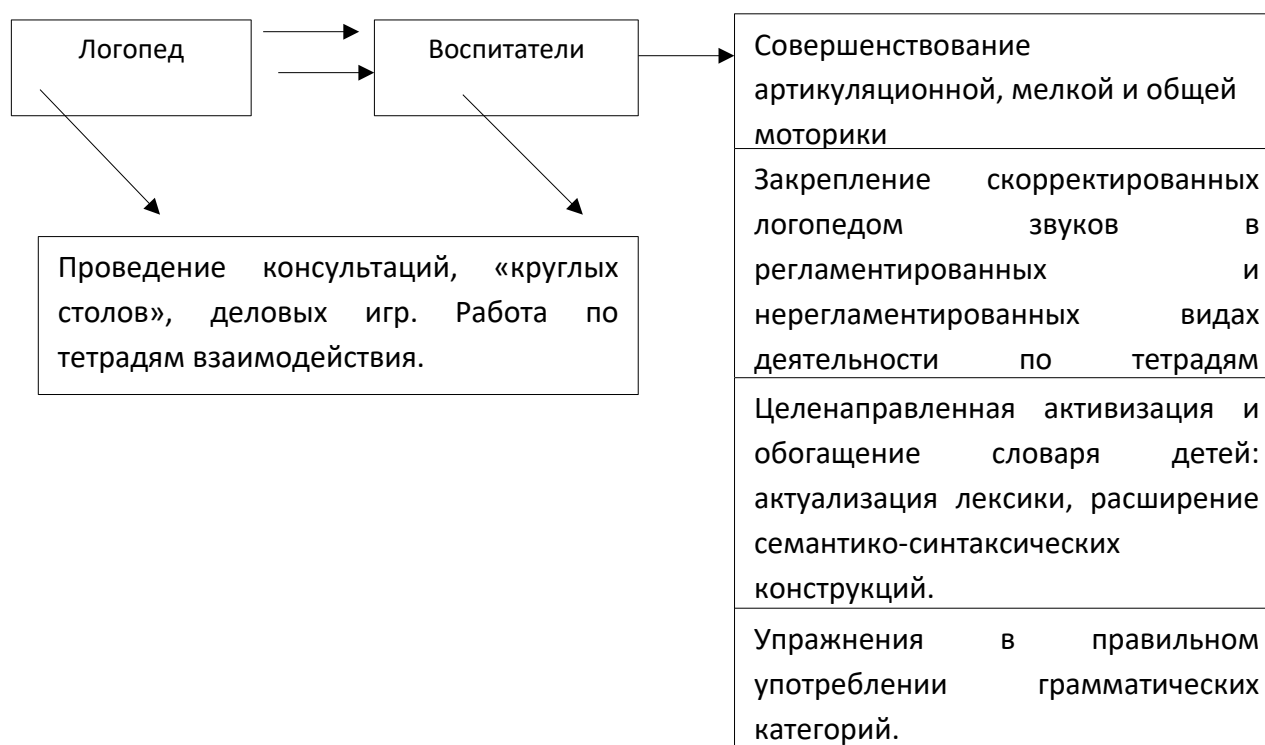 Логопед
Воспитатели
Проведение консультаций, «круглых
столов», деловых игр. Работа по
тетрадям взаимодействия.
Совершенствование
артикуляционной, мелкой и общей
моторики
Закрепление скорректированных
логопедом звуков в
регламентированных и
нерегламентированных видах
деятельности по тетрадям
Целенаправленная активизация и
обогащение словаря детей:
актуализация лексики, расширение
семантико-синтаксических
конструкций.
Упражнения в правильном
употреблении грамматических
категорий.